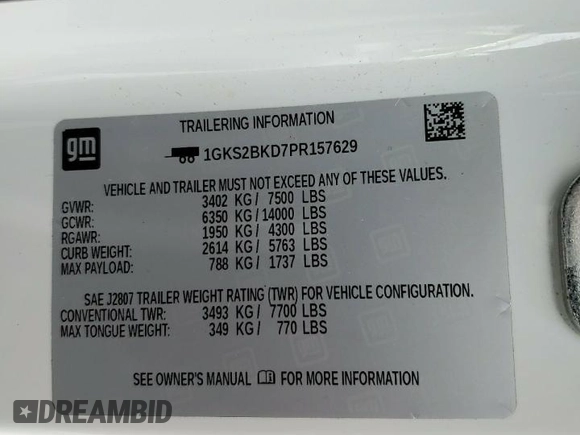 TRAILERING INFORMATION
gm
1GKS2BKD7PR157629
VEHICLE AND TRAILER MUST NOT EXCEED ANY OF THESE VALUES.
GVWR: 3402 KG / 7500 LBS
GCWR: 6350 KG / 14000 LBS
RGAWR: 1950 KG / 4300 LBS
CURB WEIGHT: 2614 KG / 5763 LBS
MAX PAYLOAD: 788 KG / 1737 LBS
SAE J2807 TRAILER WEIGHT RATING (TWR) FOR VEHICLE CONFIGURATION.
CONVENTIONAL TWR: 3493 KG / 7700 LBS
MAX TONGUE WEIGHT: 349 KG / 770 LBS
SEE OWNER'S MANUAL FOR MORE INFORMATION
DREAMBID